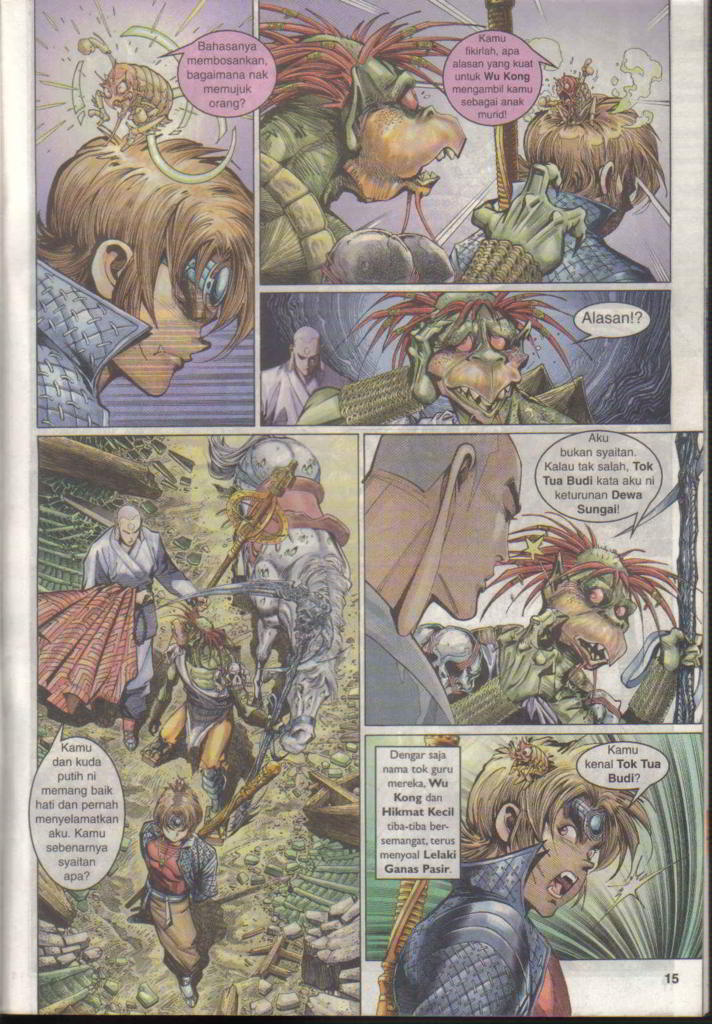 Bahasanya
membosankan,
bagaimana nak
memujuk
orang?
Kamu
fikirlah, apa
alasan yang kuat
untuk Wu Kong
mengambil kamu
sebagai anak
murid!
Alasan!?
Kamu
dan kuda
putih ni
memang baik
hati dan pernah
menyelamatkan
aku. Kamu
sebenarnya
syaitan
apa?
Aku
bukan syaitan.
Kalau tak salah, Tok
Tua Budi kata aku ni
keturunan Dewa
Sungai!
Dengar saja
nama tok guru
mereka, Wu
Kong dan
Hikmat Kecil
tiba-tiba ber-
semangat, terus
menyoal Lelaki
Ganas Pasir.
Kamu
kenal Tok Tua
Budi?
15